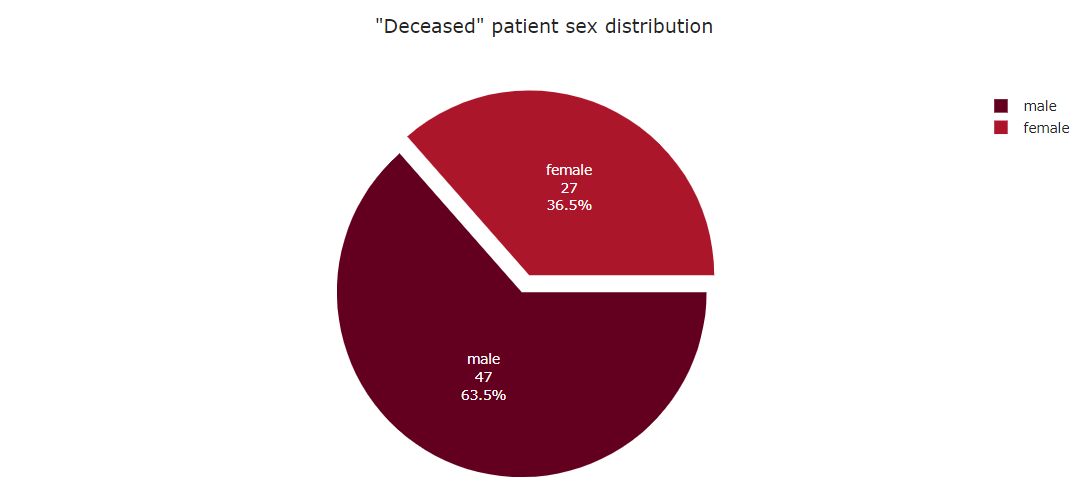 "Deceased" patient sex distribution
male
female
female
27
36.5%
male
47
63.5%